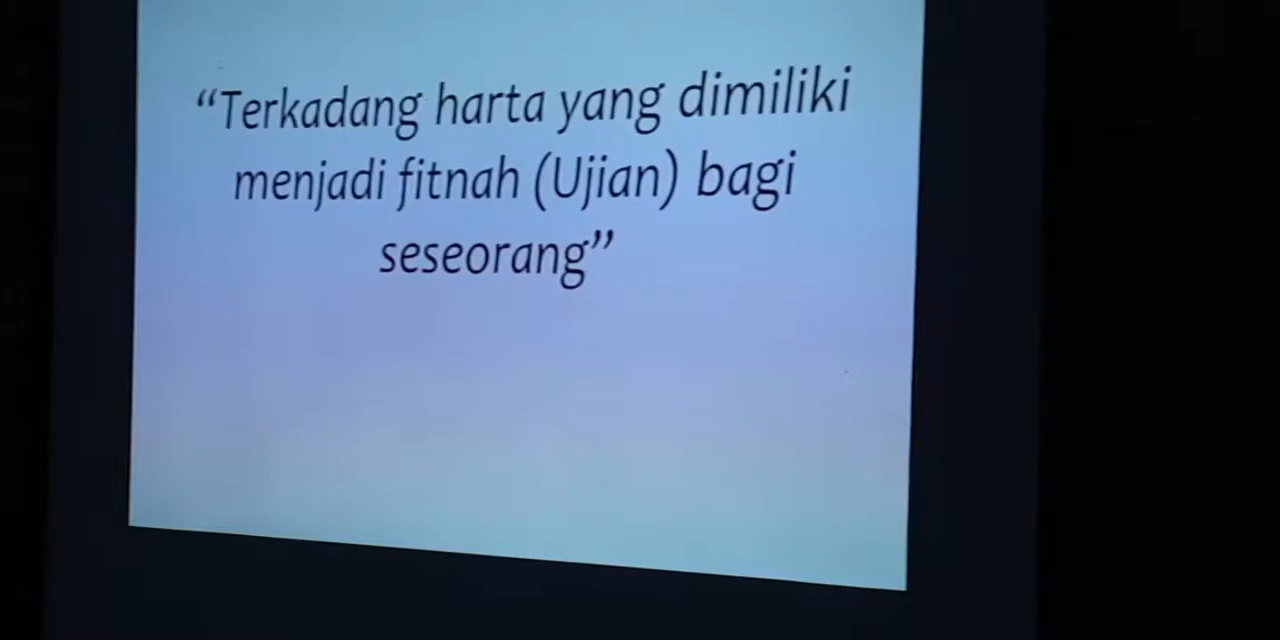 “Terkadang harta yang dimiliki
menjadi fitnah (Ujian) bagi
seseorang”